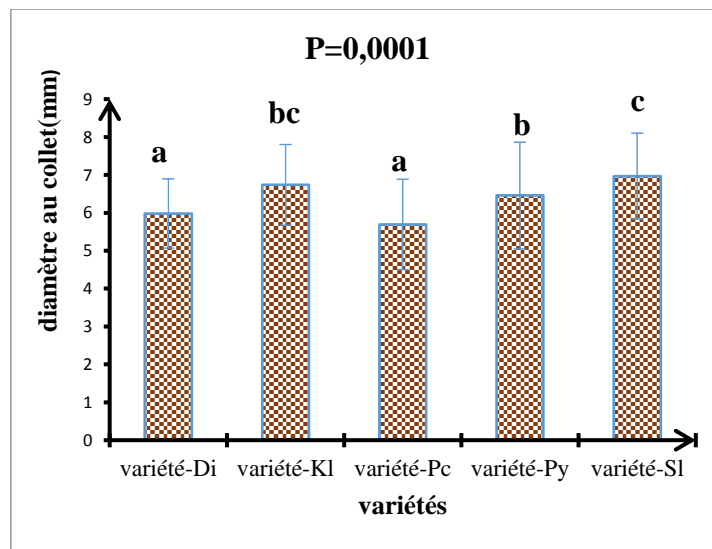 P=0,0001
diamètre au collet(mm)
9
8
7
6
5
4
3
2
1
0
a
bc
a
b
c
variété-Di variété-Kl variété-Pc variété-Py variété-Sl
variétés